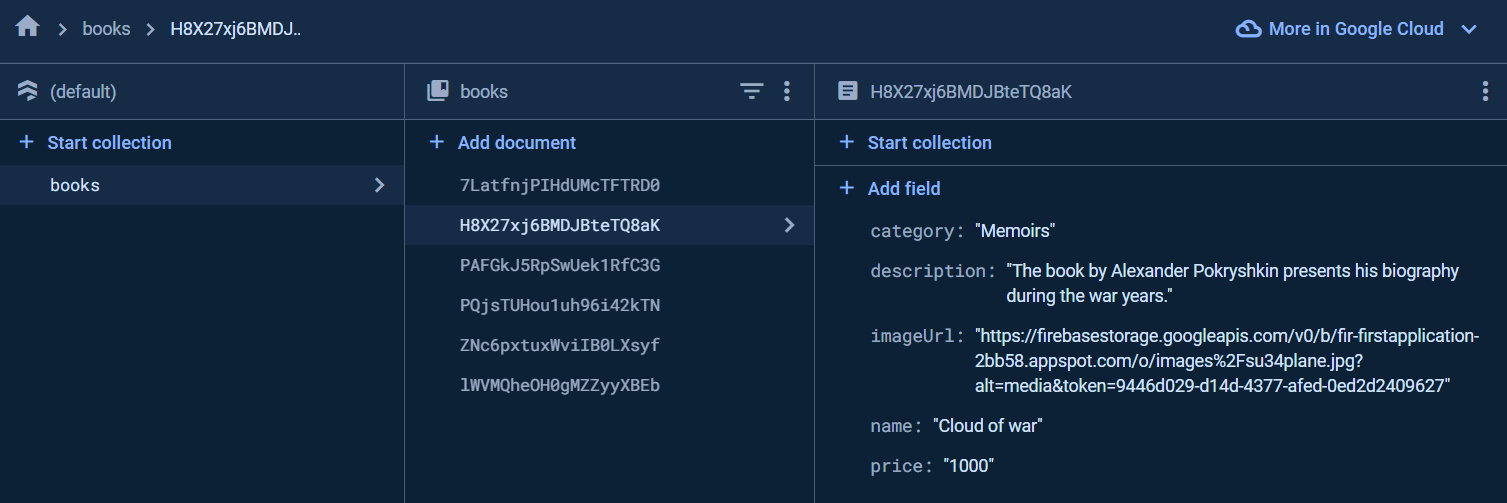 books
H8X27xj6BMDJ..
More in Google Cloud
(default)
books
H8X27xj6BMDJBteTQ8aK
Start collection
books
Add document
7LatfnjPIHdUMcTFTRD0
H8X27xj6BMDJBteTQ8aK
PAFGkJ5RpSwUek1RfC3G
PQjsTUHou1uh96i42kTN
ZNc6pxtuxWviIB0LXsyf
lWVMQheOH0gMZZyyXBEb
Start collection
Add field
category: "Memoirs"
description: "The book by Alexander Pokryshkin presents his biography
during the war years."
imageUrl: "https://firebasestorage.googleapis.com/v0/b/fir-firstapplication-
2bb58.appspot.com/o/images%2Fsu34plane.jpg?
alt=media&token=9446d029-d14d-4377-afed-0ed2d2409627"
name: "Cloud of war"
price: "1000"